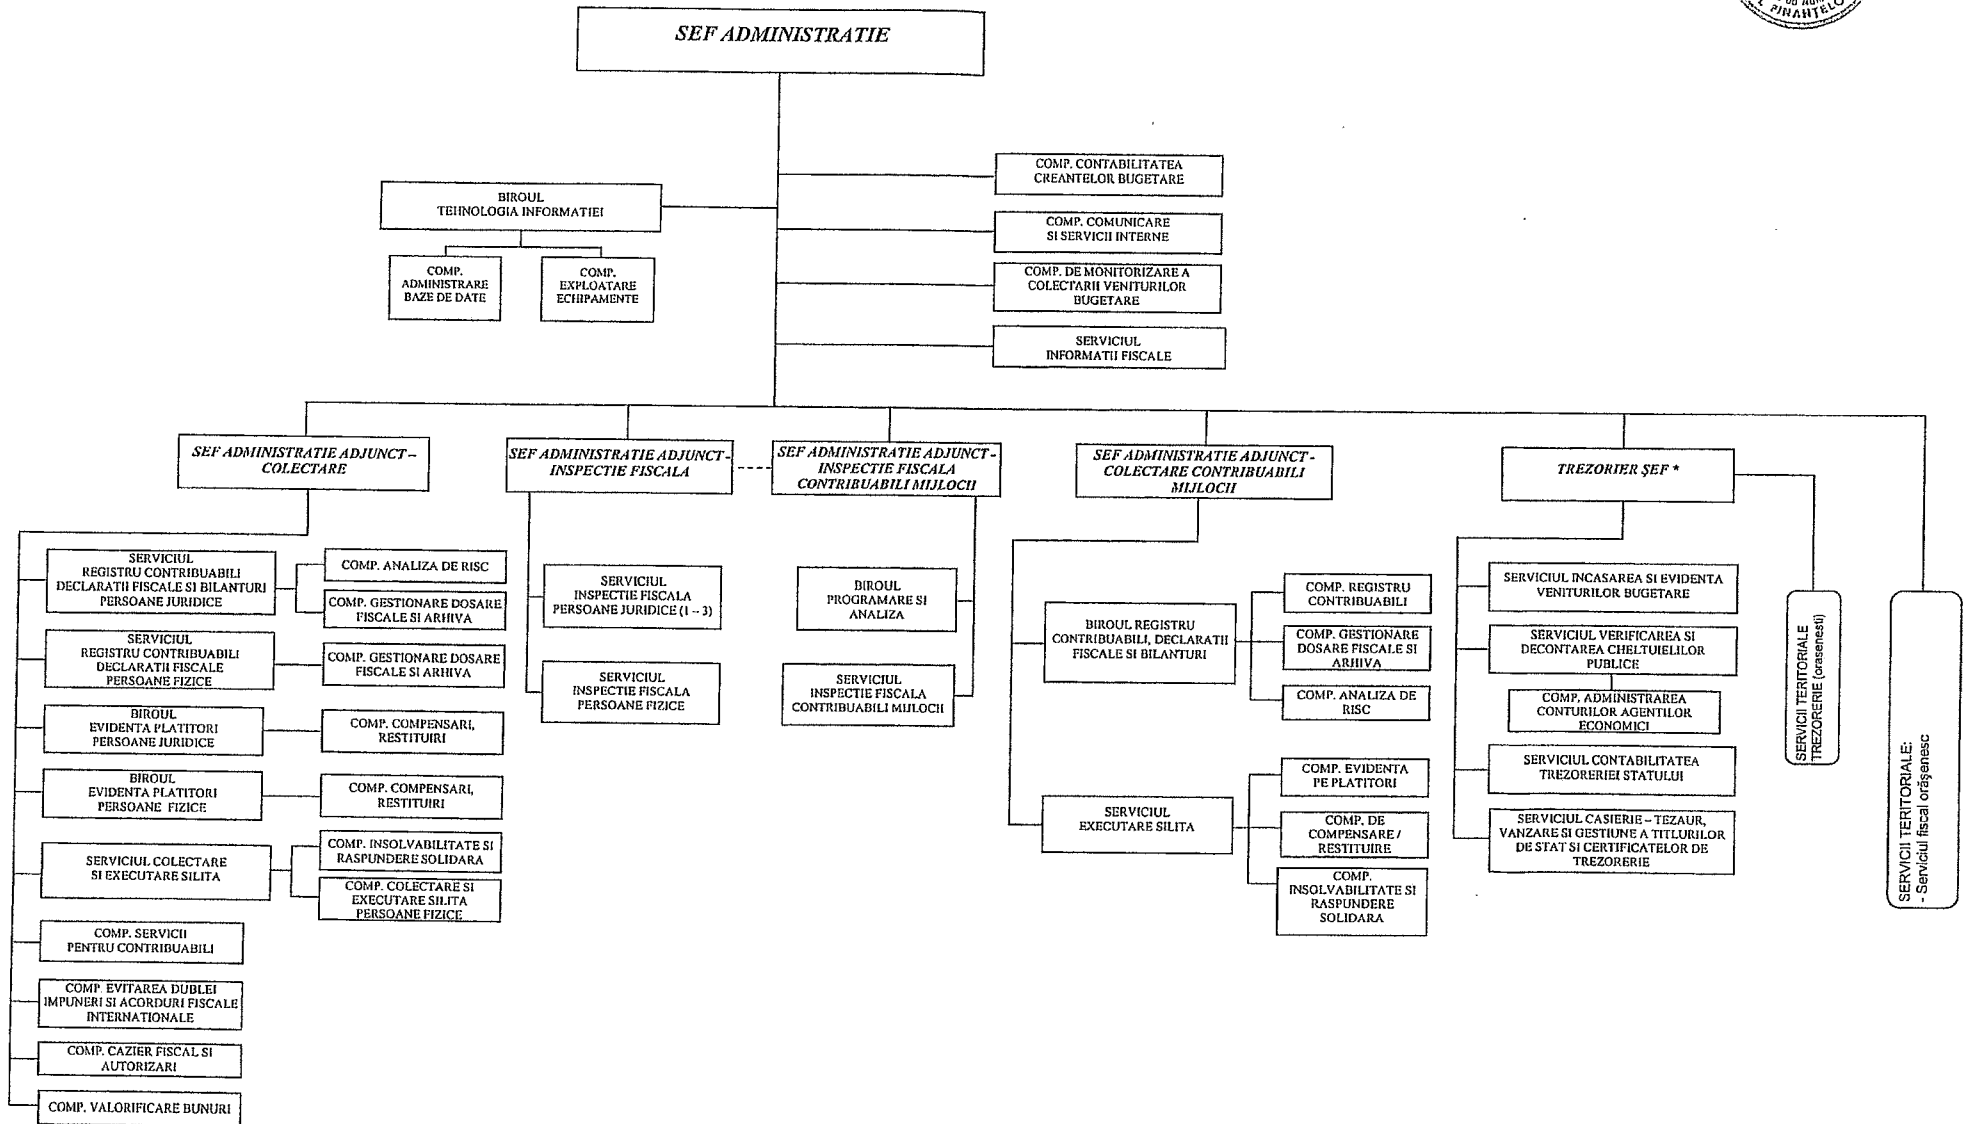 FINANTELO
SEF ADMINISTRATIE
COMP. CONTABILITATEA
CREANTELOR BUGETARE
BIROUL
TEHNOLOGIA INFORMATIEI
COMP. COMUNICARE
SI SERVICII INTERNE
COMP.
ADMINISTRARE
BAZE DE DATE
COMP.
EXPLOATARE
ECHIPAMENTE
COMP. DE MONITORIZARE A
COLECTARII VENITURILOR
BUGETARE
SERVICIUL
INFORMATII FISCALE
SEF ADMINISTRATIE ADJUNCT –
COLECTARE
SEF ADMINISTRATIE ADJUNCT-
INSPECTIE FISCALA
SEF ADMINISTRATIE ADJUNCT -
INSPECTIE FISCALA
CONTRIBUABILI MIJLOCII
SEF ADMINISTRATIE ADJUNCT -
COLECTARE CONTRIBUABILI
MIJLOCII
TREZORIER ŞEF *
SERVICIUL
REGISTRU CONTRIBUABILI
DECLARATII FISCALE SI BILANTURI
PERSOANE JURIDICE
COMP. ANALIZA DE RISC
COMP. GESTIONARE DOSARE
FISCALE SI ARHIVA
SERVICIUL
REGISTRU CONTRIBUABILI
DECLARATII FISCALE
PERSOANE FIZICE
COMP. GESTIONARE DOSARE
FISCALE SI ARHIVA
BIROUL
EVIDENTA PLATITORI
PERSOANE JURIDICE
COMP. COMPENSARI,
RESTITUIRI
BIROUL
EVIDENTA PLATITORI
PERSOANE FIZICE
COMP. COMPENSARI,
RESTITUIRI
SERVICIUL COLECTARE
SI EXECUTARE SILITA
COMP. INSOLVABILITATE SI
RASPUNDERE SOLIDARA
COMP. COLECTARE SI
EXECUTARE SILITA
PERSOANE FIZICE
COMP. SERVICII
PENTRU CONTRIBUABILI
COMP. EVITAREA DUBLEI
IMPUNERI SI ACORDURI FISCALE
INTERNATIONALE
COMP. CAZIER FISCAL SI
AUTORIZARI
COMP. VALORIFICARE BUNURI
SERVICIUL
INSPECTIE FISCALA
PERSOANE JURIDICE (1 – 3)
SERVICIUL
INSPECTIE FISCALA
PERSOANE FIZICE
BIROUL
PROGRAMARE SI
ANALIZA
SERVICIUL
INSPECTIE FISCALA
CONTRIBUABILI MIJLOCII
BIROUL REGISTRU
CONTRIBUABILI, DECLARATII
FISCALE SI BILANTURI
COMP. REGISTRU
CONTRIBUABILI
COMP. GESTIONARE
DOSARE FISCALE SI
ARHIVA
COMP. ANALIZA DE
RISC
SERVICIUL
EXECUTARE SILITA
COMP. EVIDENTA
PE PLATITORI
COMP. DE
COMPENSARE /
RESTITUIRE
COMP.
INSOLVABILITATE SI
RASPUNDERE
SOLIDARA
SERVICIUL INCASAREA SI EVIDENTA
VENITURILOR BUGETARE
SERVICIUL VERIFICAREA SI
DECONTAREA CHELTUIELILOR
PUBLICE
COMP. ADMINISTRAREA
CONTURILOR AGENTILOR
ECONOMICI
SERVICIUL CONTABILITATEA
TREZORERIEI STATULUI
SERVICIUL CASIERIE – TEZAUR,
VANZARE SI GESTIUNE A TITLURILOR
DE STAT SI CERTIFICATELOR DE
TREZORERIE
SERVICII TERITORIALE
TREZORERIE (orasenesti)
SERVICII TERITORIALE:
- Serviciul fiscal orăşenesc